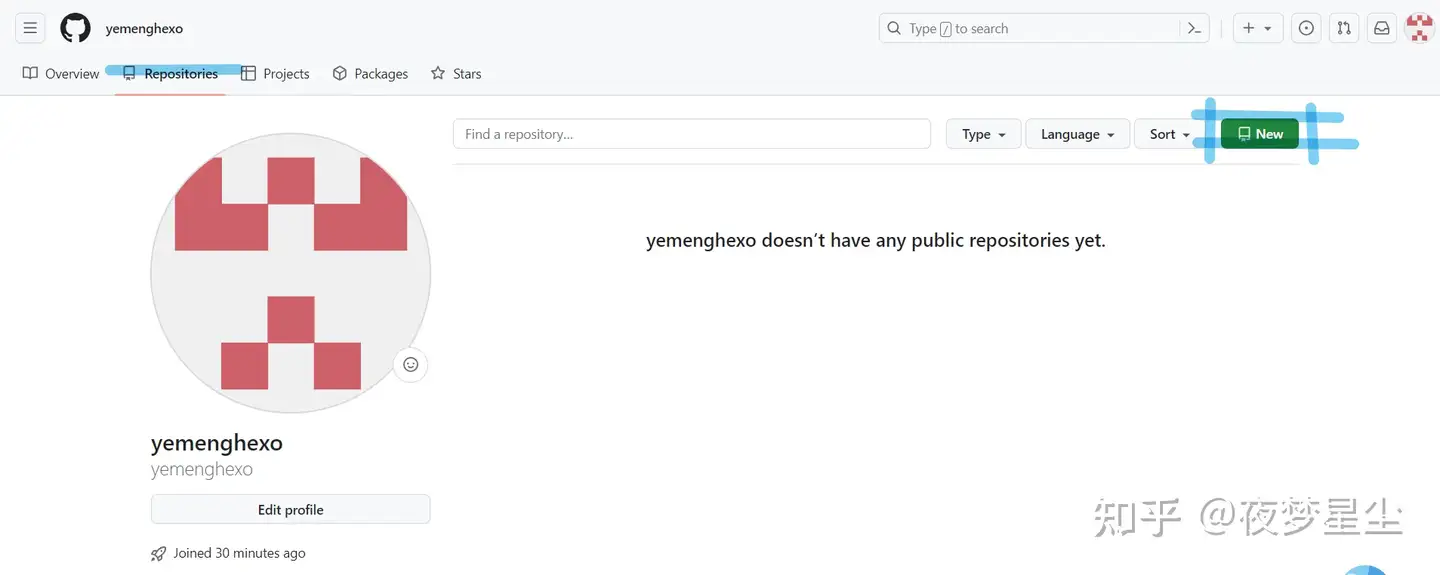 yemenghexo
Type / to search
Overview Repositories Projects Packages Stars
Find a repository... Type Language Sort New
yemenghexo doesn't have any public repositories yet.
yemenghexo
yemenghexo
Edit profile
Joined 30 minutes ago
知乎 @夜梦星尘